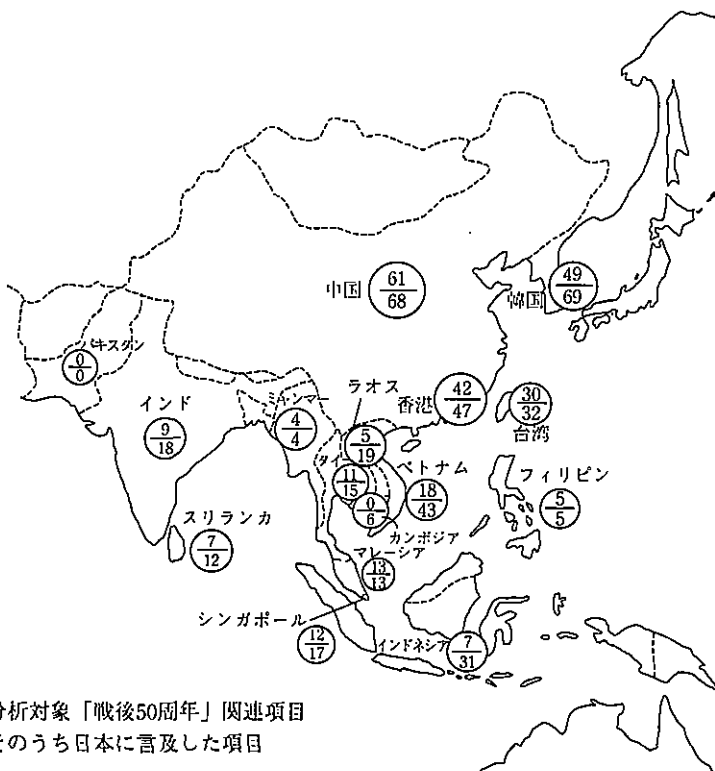 中国
61
68
韓国
49
69
パキスタン
0
0
インド
9
18
ミャンマー
4
4
ラオス
5
19
香港
42
47
30
32
台湾
タイ
11
15
ベトナム
18
43
フィリピン
5
5
0
6
カンボジア
スリランカ
7
12
マレーシア
13
13
シンガポール
12
17
インドネシア
7
31
分析対象「戦後50周年」関連項目
そのうち日本に言及した項目